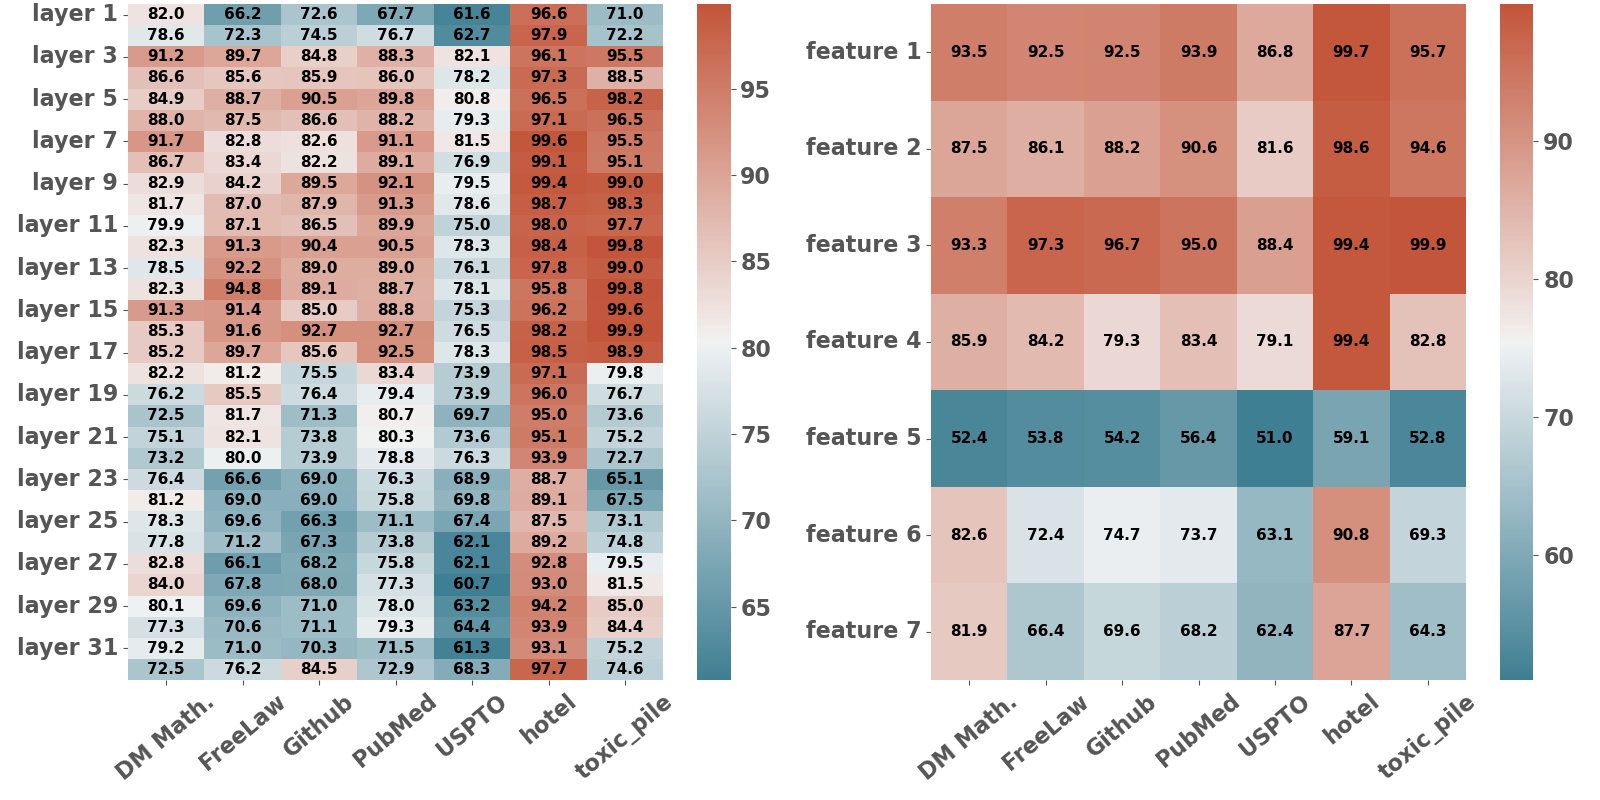 layer 1 82.0 66.2 72.6 67.7 61.6 96.6 71.0
78.6 72.3 74.5 76.7 62.7 97.9 72.2
layer 3 91.2 89.7 84.8 88.3 82.1 96.1 95.5
86.6 85.6 85.9 86.0 78.2 97.3 88.5
layer 5 84.9 88.7 90.5 89.8 80.8 96.5 98.2
88.0 87.5 86.6 88.2 79.3 97.1 96.5
layer 7 91.7 82.8 82.6 91.1 81.5 99.6 95.5
86.7 83.4 82.2 89.1 76.9 99.1 95.1
layer 9 82.9 84.2 89.5 92.1 79.5 99.4 99.0
81.7 87.0 87.9 91.3 78.6 98.7 98.3
layer 11 79.9 87.1 86.5 89.9 75.0 98.0 97.7
82.3 91.3 90.4 90.5 78.3 98.4 99.8
layer 13 78.5 92.2 89.0 89.0 76.1 97.8 99.0
82.3 94.8 89.1 88.7 78.1 95.8 99.8
layer 15 91.3 91.4 85.0 88.8 75.3 96.2 99.6
85.3 91.6 92.7 92.7 76.5 98.2 99.9
layer 17 85.2 89.7 85.6 92.5 78.3 98.5 98.9
82.2 81.2 75.5 83.4 73.9 97.1 79.8
layer 19 76.2 85.5 76.4 79.4 73.9 96.0 76.7
72.5 81.7 71.3 80.7 69.7 95.0 73.6
layer 21 75.1 82.1 73.8 80.3 73.6 95.1 75.2
73.2 80.0 73.9 78.8 76.3 93.9 72.7
layer 23 76.4 66.6 69.0 76.3 68.9 88.7 65.1
81.2 69.0 69.0 75.8 69.8 89.1 67.5
layer 25 78.3 69.6 66.3 71.1 67.4 87.5 73.1
77.8 71.2 67.3 73.8 62.1 89.2 74.8
layer 27 82.8 66.1 68.2 75.8 62.1 92.8 79.5
84.0 67.8 68.0 77.3 60.7 93.0 81.5
layer 29 80.1 69.6 71.0 78.0 63.2 94.2 85.0
77.3 70.6 71.1 79.3 64.4 93.9 84.4
layer 31 79.2 71.0 70.3 71.5 61.3 93.1 75.2
72.5 76.2 84.5 72.9 68.3 97.7 74.6
DM Math. FreeLaw Github PubMed USPTO hotel toxic_pile
95
90
85
80
75
70
65
feature 1 93.5 92.5 92.5 93.9 86.8 99.7 95.7
feature 2 87.5 86.1 88.2 90.6 81.6 98.6 94.6
feature 3 93.3 97.3 96.7 95.0 88.4 99.4 99.9
feature 4 85.9 84.2 79.3 83.4 79.1 99.4 82.8
feature 5 52.4 53.8 54.2 56.4 51.0 59.1 52.8
feature 6 82.6 72.4 74.7 73.7 63.1 90.8 69.3
feature 7 81.9 66.4 69.6 68.2 62.4 87.7 64.3
DM Math. FreeLaw Github PubMed USPTO hotel toxic_pile
90
80
70
60